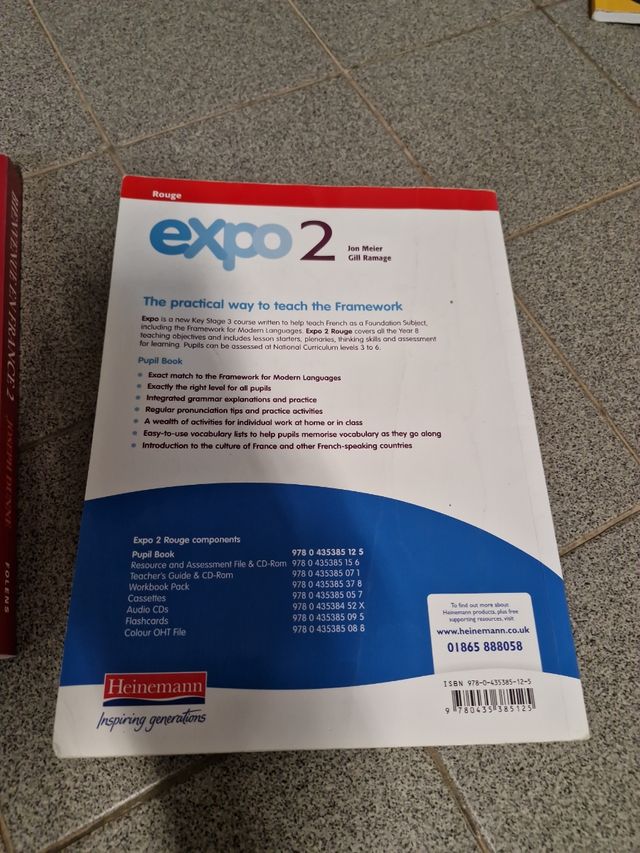 Rouge
expo 2
Jon Meier
Gill Ramage
The practical way to teach the Framework
Expo is a new Key Stage 3 course written to help teach French as a Foundation Subject,
including the Framework for Modern Languages. Expo 2 Rouge covers all the Year 8
teaching objectives and includes lesson starters, plenaries, thinking skills and assessment
for learning. Pupils can be assessed at National Curriculum levels 3 to 6.
Pupil Book
• Exact match to the Framework for Modern Languages
• Exactly the right level for all pupils
• Integrated grammar explanations and practice
• Regular pronunciation tips and practice activities
• A wealth of activities for individual work at home or in class
• Easy-to-use vocabulary lists to help pupils memorise vocabulary as they go along
• Introduction to the culture of France and other French-speaking countries
Expo 2 Rouge components
Pupil Book 978 0 435385 12 5
Resource and Assessment File & CD-Rom 978 0 435385 15 6
Teacher's Guide & CD-Rom 978 0 435385 07 1
Workbook Pack 978 0 435385 37 8
Cassettes 978 0 435385 05 7
Audio CDs 978 0 435384 52 X
Flashcards 978 0 435385 09 5
Colour OHT File 978 0 435385 08 8
To find out more about
Heinemann products, plus free
supporting resources, visit
www.heinemann.co.uk
01865 888058
ISBN 978-0-435385-12-5
9 780435 385125
Heinemann
Inspiring generations
BIENVENUE EN FRANCE 2
JOSEPH DUNNE
FOLENS